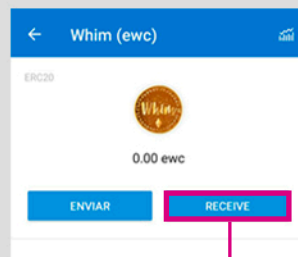 Whim (ewc)
ERC20
Whim
0.00 ewc
ENVIAR
RECEIVE